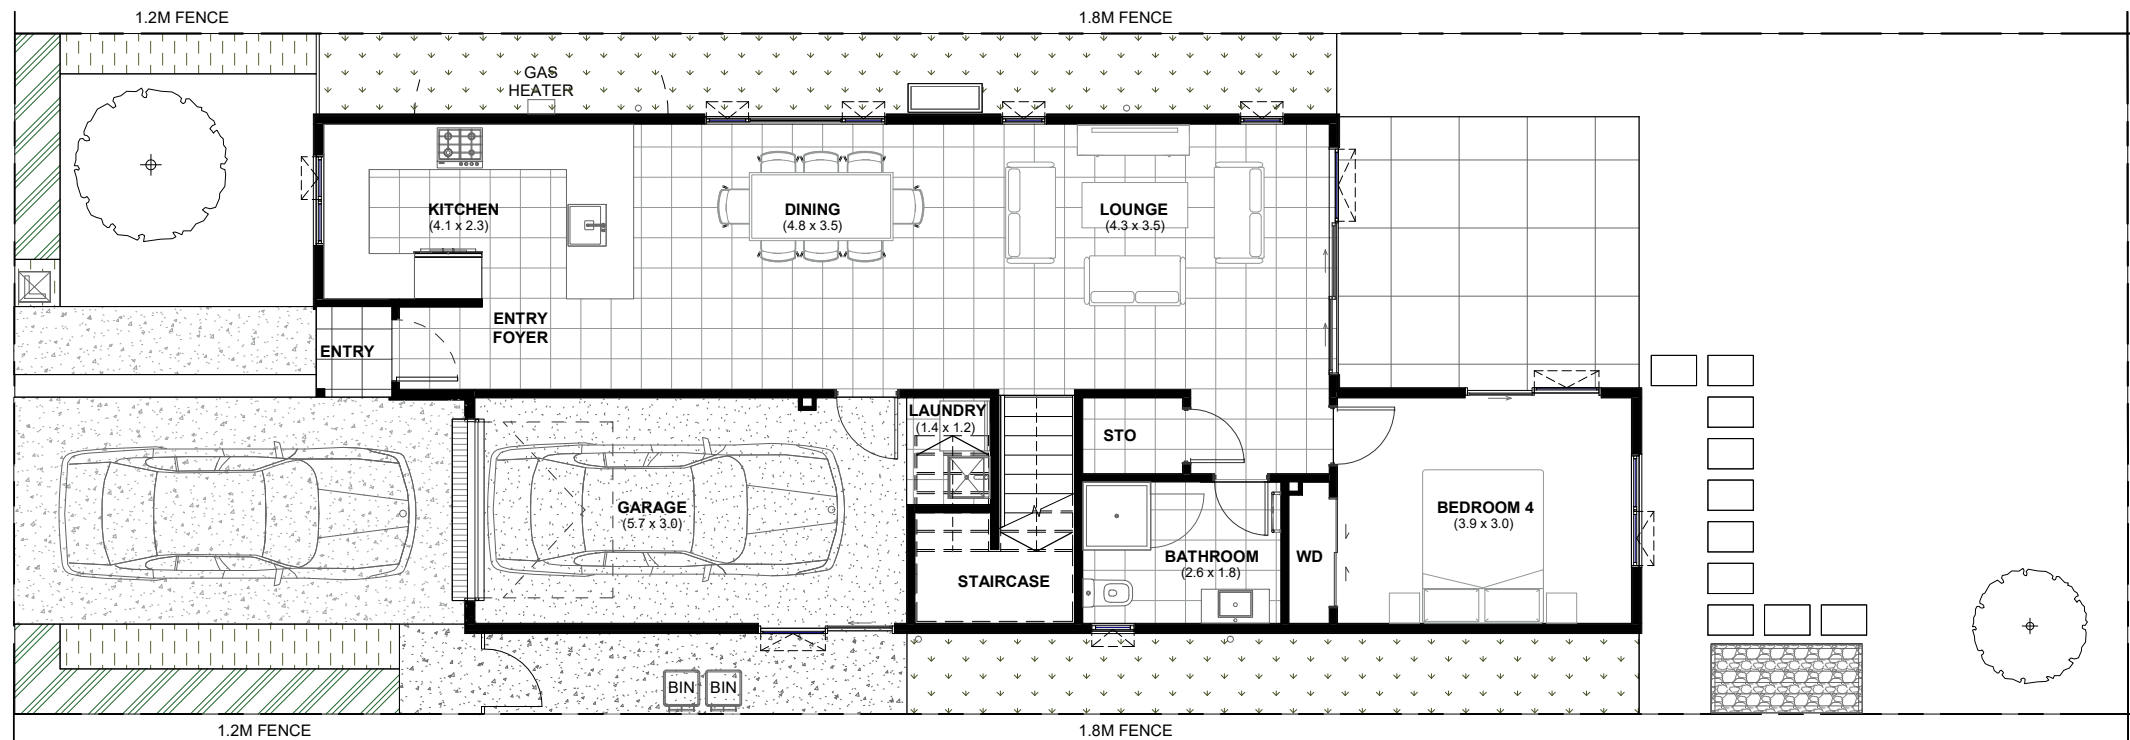 1.2M FENCE
1.8M FENCE
GAS
HEATER
KITCHEN
(4.1 x 2.3)
DINING
(4.8 x 3.5)
LOUNGE
(4.3 x 3.5)
ENTRY
FOYER
ENTRY
LAUNDRY
(1.4 x 1.2)
STO
GARAGE
(5.7 x 3.0)
BEDROOM 4
(3.9 x 3.0)
BATHROOM
(2.6 x 1.8)
WD
STAIRCASE
BIN
BIN
1.2M FENCE
1.8M FENCE